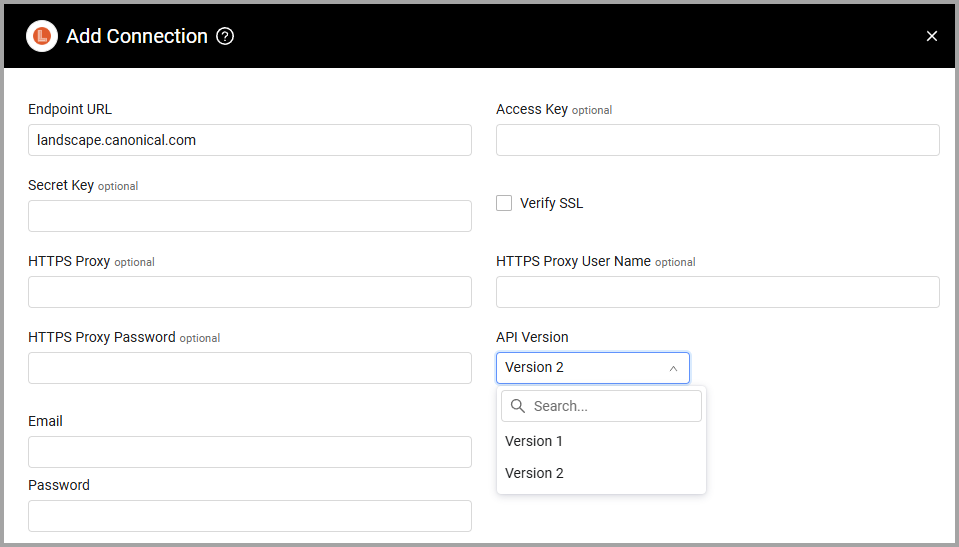 Add Connection ?
Endpoint URL
landscape.canonical.com
Access Key optional
Secret Key optional
Verify SSL
HTTPS Proxy optional
HTTPS Proxy User Name optional
HTTPS Proxy Password optional
API Version
Version 2
Search...
Version 1
Version 2
Email
Password